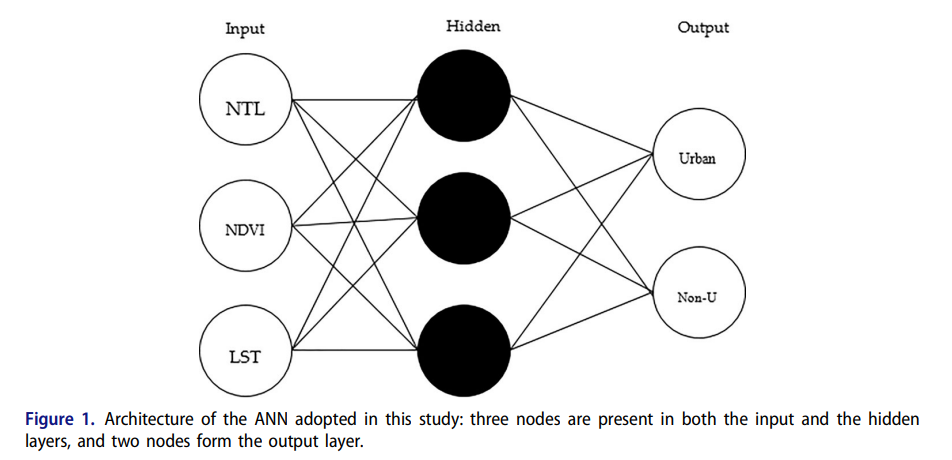 Input
Hidden
Output
NTL
Urban
NDVI
Non-U
LST
Figure 1. Architecture of the ANN adopted in this study: three nodes are present in both the input and the hidden
layers, and two nodes form the output layer.